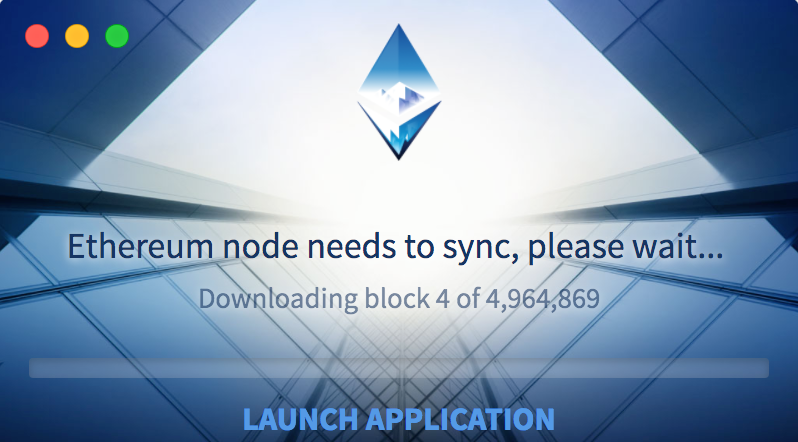 Ethereum node needs to sync, please wait...
Downloading block 4 of 4,964,869
LAUNCH APPLICATION